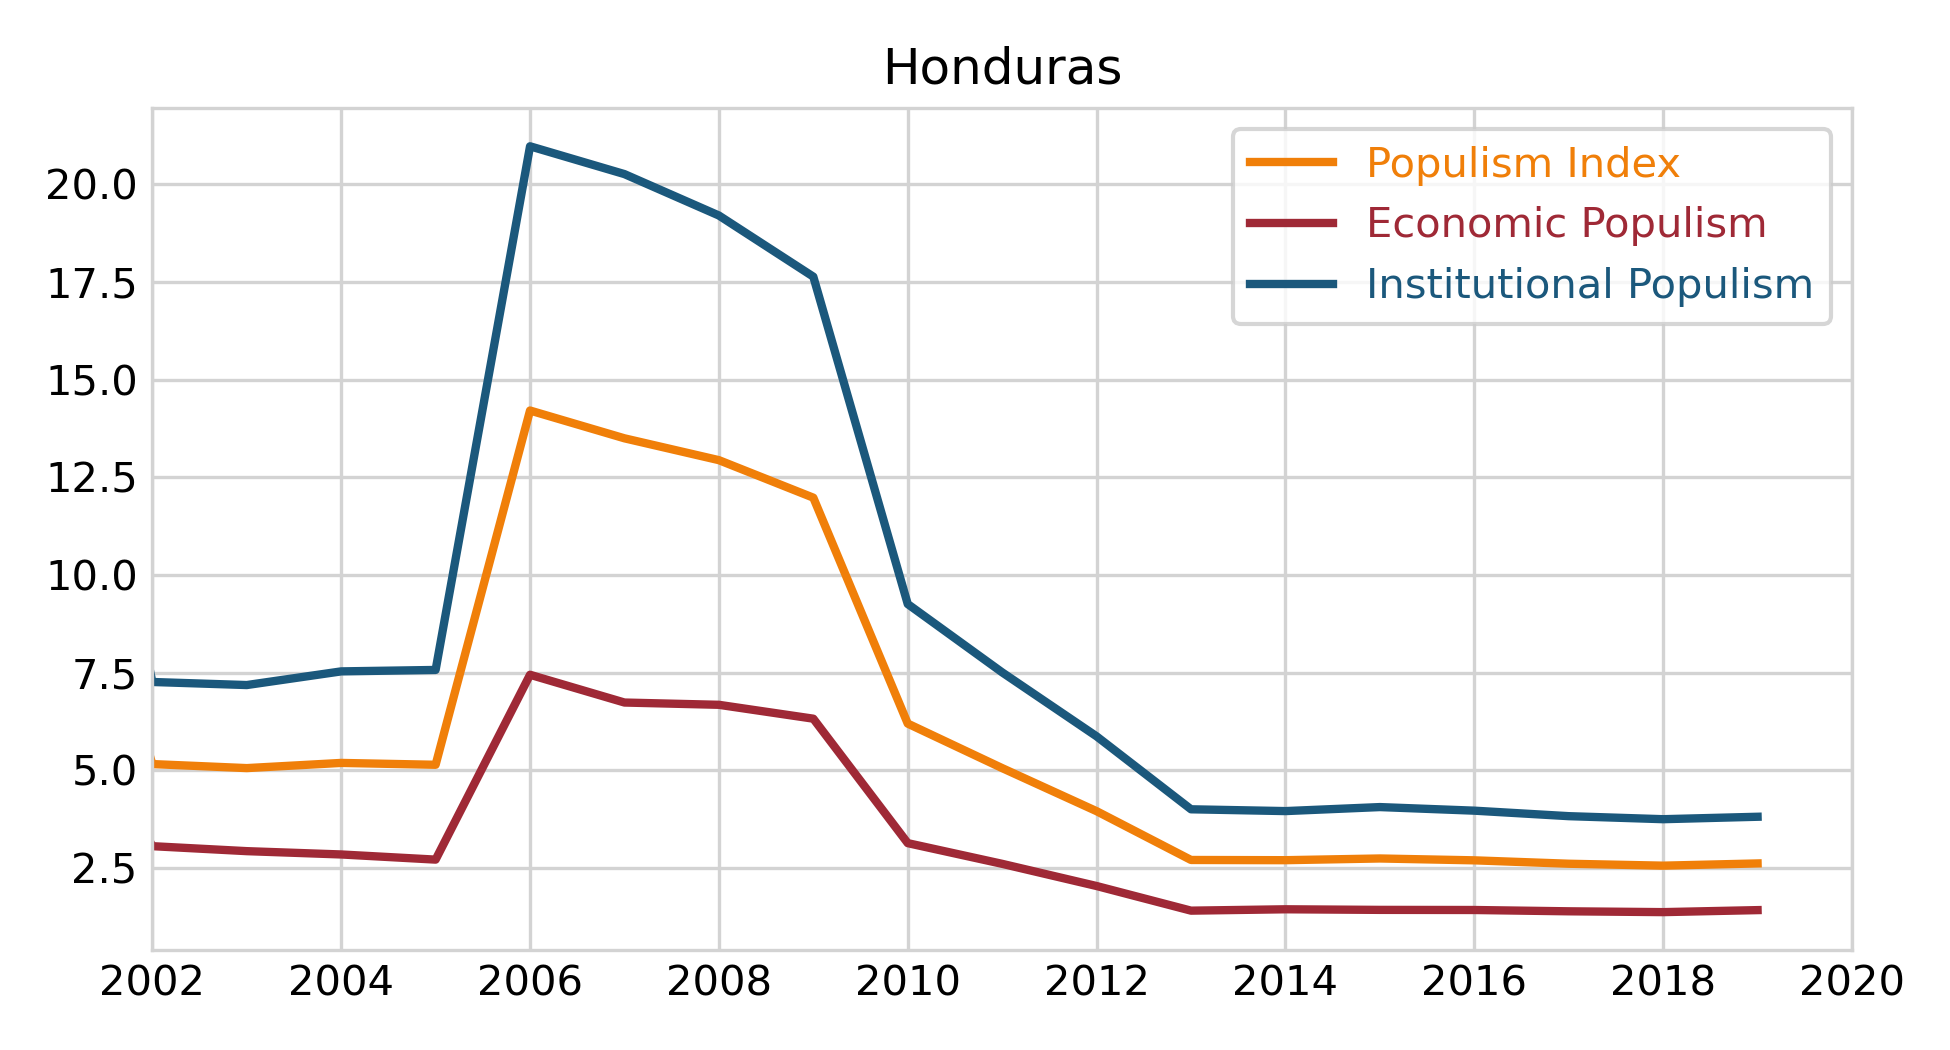 Honduras
Populism Index
Economic Populism
Institutional Populism
20.0
17.5
15.0
12.5
10.0
7.5
5.0
2.5
2002 2004 2006 2008 2010 2012 2014 2016 2018 2020